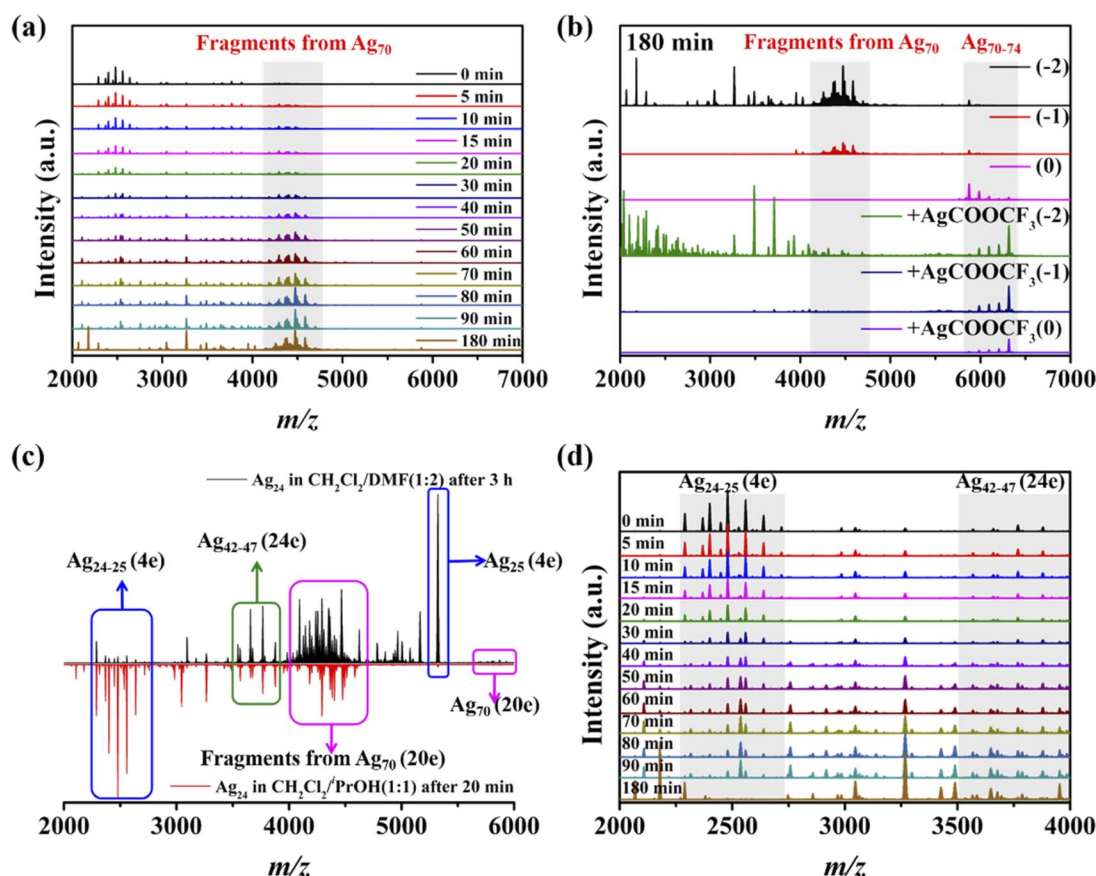 (a)
Fragments from Ag₇₀
0 min
5 min
10 min
15 min
20 min
30 min
40 min
50 min
60 min
70 min
80 min
90 min
180 min
Intensity (a.u.)
2000 3000 4000 5000 6000 7000
m/z
(b)
180 min Fragments from Ag₇₀ Ag₇₀₋₇₄
(-2)
(-1)
(0)
+AgCOOCF₃(-2)
+AgCOOCF₃(-1)
+AgCOOCF₃(0)
Intensity (a.u.)
2000 3000 4000 5000 6000 7000
m/z
(c)
Ag₂₄ in CH₂Cl₂/DMF(1:2) after 3 h
Ag₂₄₋₂₅ (4e)
Ag₄₂₋₄₇ (24e)
Ag₂₅ (4e)
Ag₇₀ (20e)
Fragments from Ag₇₀ (20e)
Ag₂₄ in CH₂Cl₂/ⁱPrOH(1:1) after 20 min
2000 3000 4000 5000 6000
m/z
(d)
Ag₂₄₋₂₅ (4e) Ag₄₂₋₄₇ (24e)
0 min
5 min
10 min
15 min
20 min
30 min
40 min
50 min
60 min
70 min
80 min
90 min
180 min
Intensity (a.u.)
2000 2500 3000 3500 4000
m/z